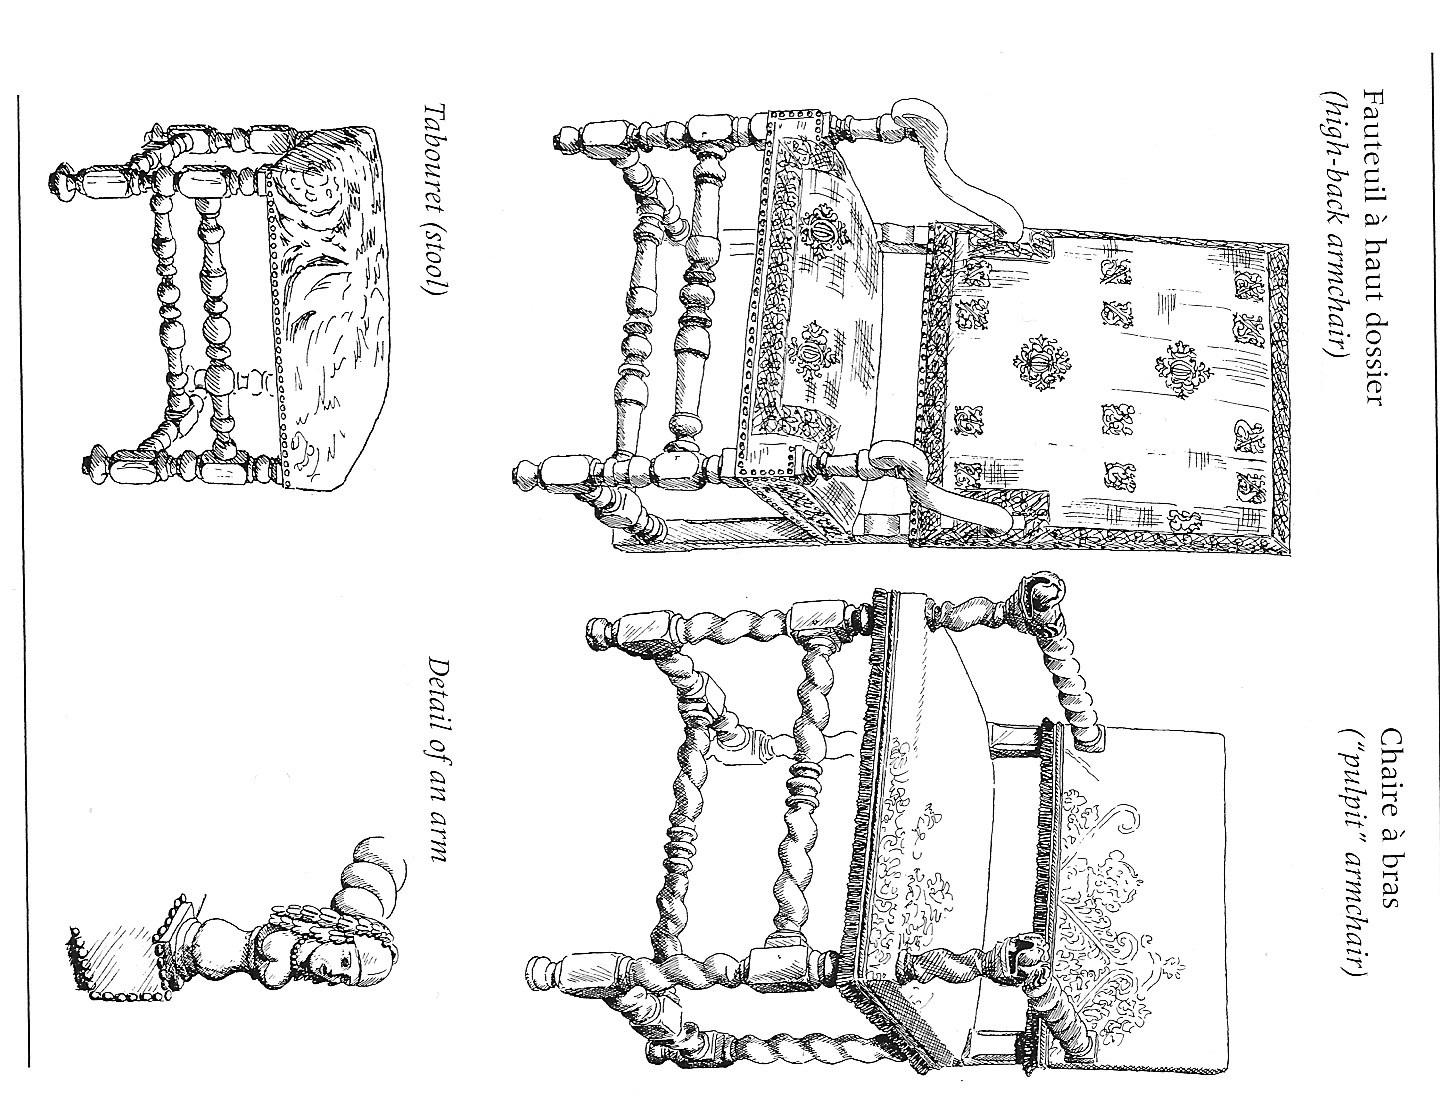 Fauteuil à haut dossier
(high-back armchair)
Chaire à bras
("pulpit" armchair)
Tabouret (stool)
Detail of an arm